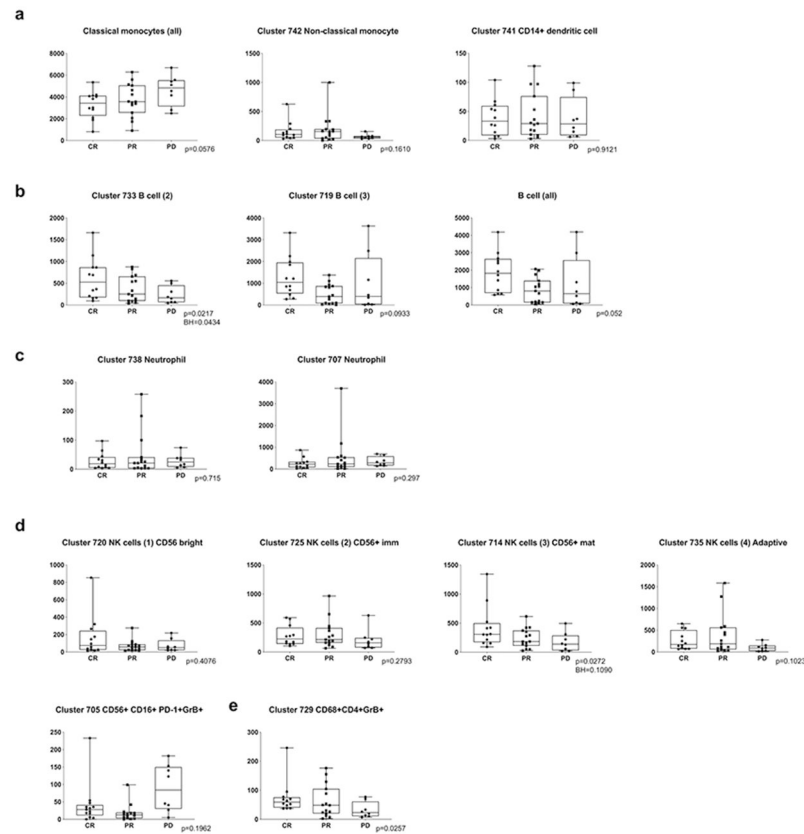 a
Classical monocytes (all)
Cluster 742 Non-classical monocyte
Cluster 741 CD14+ dendritic cell
10000
8000
6000
4000
2000
0
CR PR PD
p=0.0576
1500
1000
500
0
CR PR PD
p=0.1610
150
100
50
0
CR PR PD
p=0.9121
b
Cluster 733 B cell (2)
Cluster 719 B cell (3)
B cell (all)
2000
1500
1000
500
0
CR PR PD
p=0.0217
BH=0.0434
4000
3000
2000
1000
0
CR PR PD
p=0.0933
5000
4000
3000
2000
1000
0
CR PR PD
p=0.052
c
Cluster 738 Neutrophil
Cluster 707 Neutrophil
300
200
100
0
CR PR PD
p=0.715
4000
3000
2000
1000
0
CR PR PD
p=0.297
d
Cluster 720 NK cells (1) CD56 bright
Cluster 725 NK cells (2) CD56+ imm
Cluster 714 NK cells (3) CD56+ mat
Cluster 735 NK cells (4) Adaptive
1000
800
600
400
200
0
CR PR PD
p=0.4076
1500
1000
500
0
CR PR PD
p=0.2793
1500
1000
500
0
CR PR PD
p=0.0272
BH=0.1090
2000
1500
1000
500
0
CR PR PD
p=0.1023
Cluster 705 CD56+ CD16+ PD-1+GrB+
250
200
150
100
50
0
CR PR PD
p=0.1962
e
Cluster 729 CD68+CD4+GrB+
300
200
100
0
CR PR PD
p=0.0257